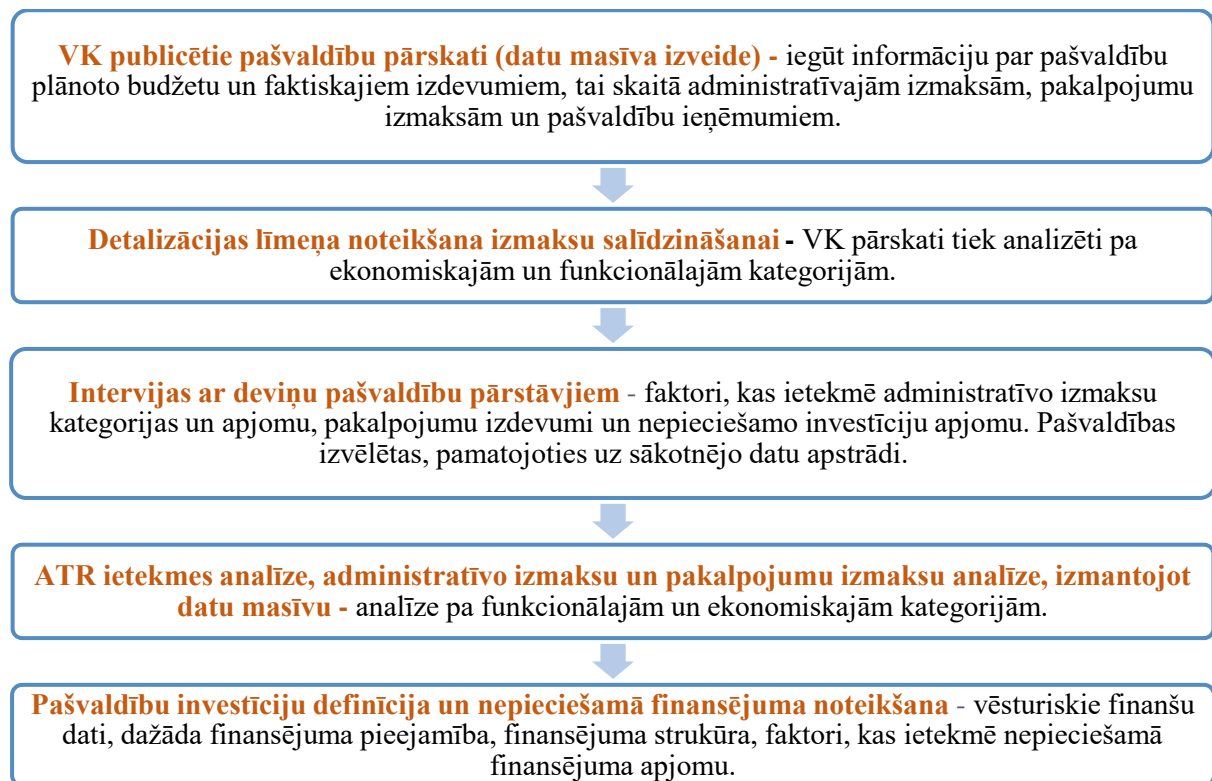 VK publicētie pašvaldību pārskati (datu masīva izveide) - iegūt informāciju par pašvaldību
plānoto budžetu un faktiskajiem izdevumiem, tai skaitā administratīvajām izmaksām, pakalpojumu
izmaksām un pašvaldību ieņēmumiem.
Detalizācijas līmeņa noteikšana izmaksu salīdzināšanai - VK pārskati tiek analizēti pa
ekonomiskajām un funkcionālajām kategorijām.
Intervijas ar deviņu pašvaldību pārstāvjiem - faktori, kas ietekmē administratīvo izmaksu
kategorijas un apjomu, pakalpojumu izdevumi un nepieciešamo investīciju apjomu. Pašvaldības
izvēlētas, pamatojoties uz sākotnējo datu apstrādi.
ATR ietekmes analīze, administratīvo izmaksu un pakalpojumu izmaksu analīze, izmantojot
datu masīvu - analīze pa funkcionālajām un ekonomiskajām kategorijām.
Pašvaldību investīciju definīcija un nepieciešamā finansējuma noteikšana - vēsturiskie finanšu
dati, dažāda finansējuma pieejamība, finansējuma strukūra, faktori, kas ietekmē nepieciešamā
finansējuma apjomu.